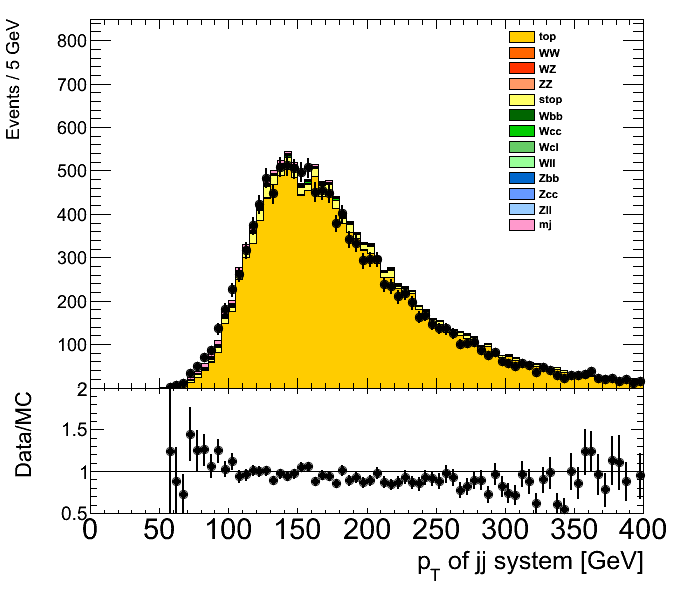 Events / 5 GeV
800
700
600
500
400
300
200
100
top
WW
WZ
ZZ
stop
Wbb
Wcc
Wcl
Wll
Zbb
Zcc
Zll
mj
Data/MC
2
1.5
1
0.5
0 50 100 150 200 250 300 350 400
pT of jj system [GeV]